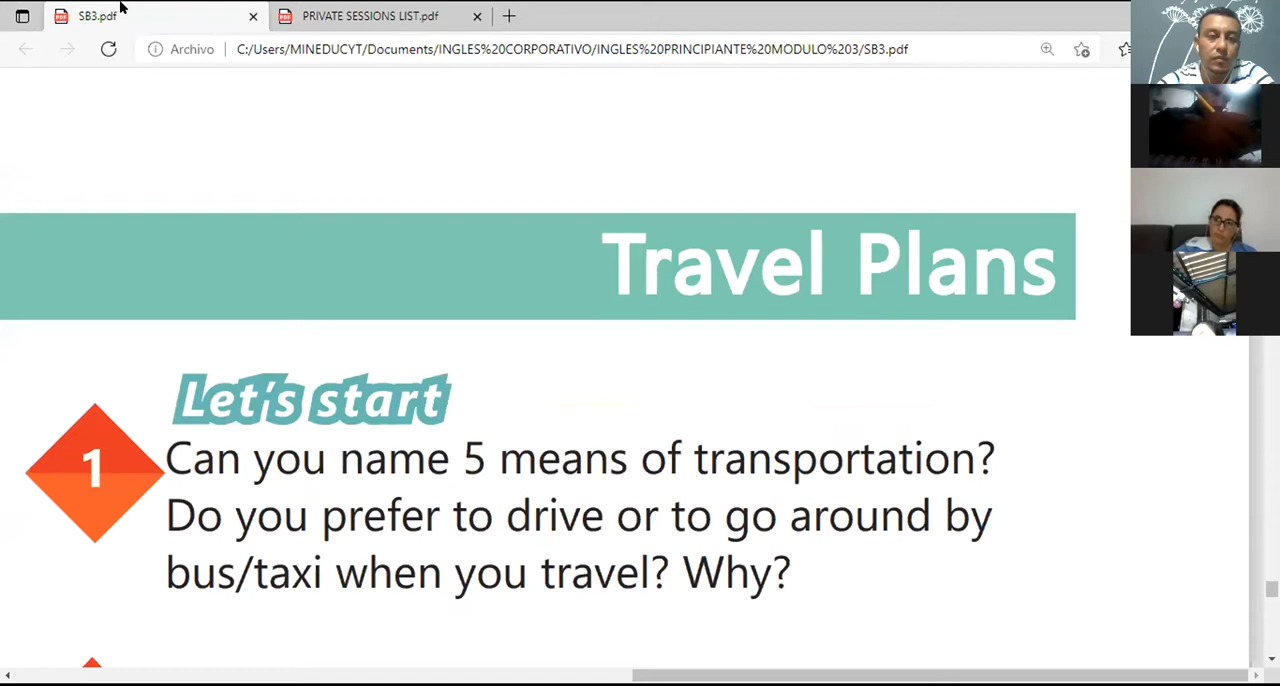 SB3.pdf
PRIVATE SESSIONS LIST.pdf
Archivo
C:/Users/MINEDUCYT/Documents/INGLES%20CORPORATIVO/INGLES%20PRINCIPIANTE%20MODULO%203/SB3.pdf
Travel Plans
Let's start
1
Can you name 5 means of transportation?
Do you prefer to drive or to go around by
bus/taxi when you travel? Why?